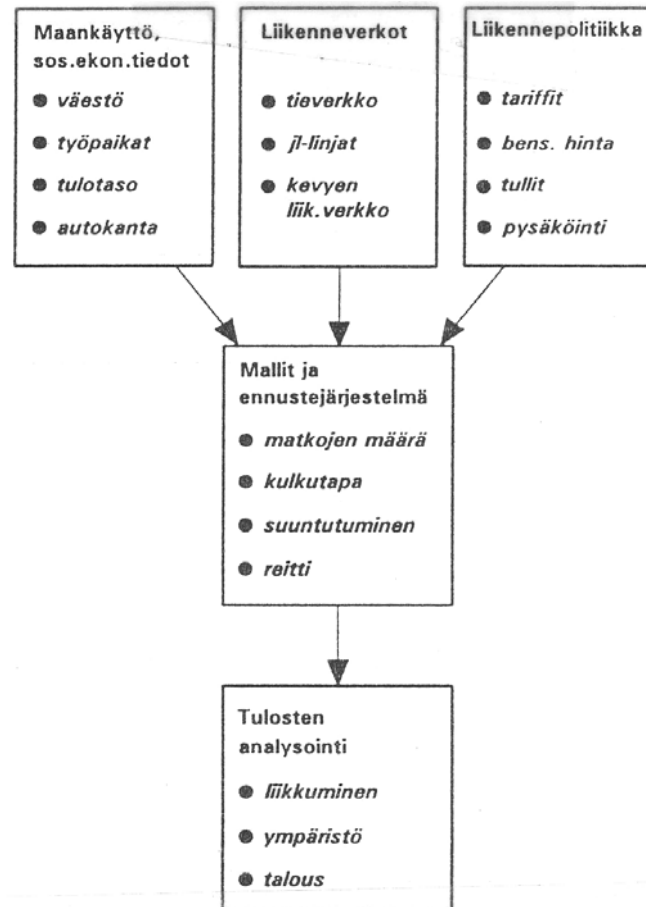 Maankäyttö,
sos.ekon.tiedot
● väestö
● työpaikat
● tulotaso
● autokanta
Liikenneverkot
● tieverkko
● jl-linjat
● kevyen
liik.verkko
Liikennepolitiikka
● tariffit
● bens. hinta
● tullit
● pysäköinti
Mallit ja
ennustejärjestelmä
● matkojen määrä
● kulkutapa
● suuntutuminen
● reitti
Tulosten
analysointi
● liikkuminen
● ympäristö
● talous